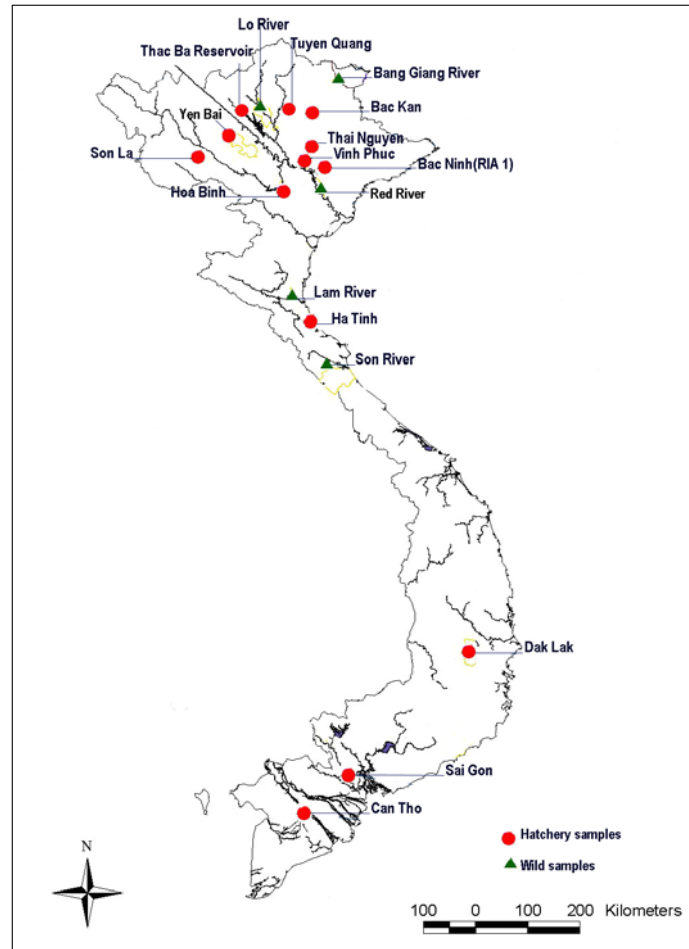 Lo River
Tuyen Quang
Thac Ba Reservoir
Bang Giang River
Bac Kan
Yen Bai
Thai Nguyen
Vinh Phuc
Son La
Bac Ninh(RIA 1)
Hoa Binh
Red River
Lam River
Ha Tinh
Son River
Dak Lak
Sai Gon
Can Tho
Hatchery samples
Wild samples
N
100 0 100 200 Kilometers